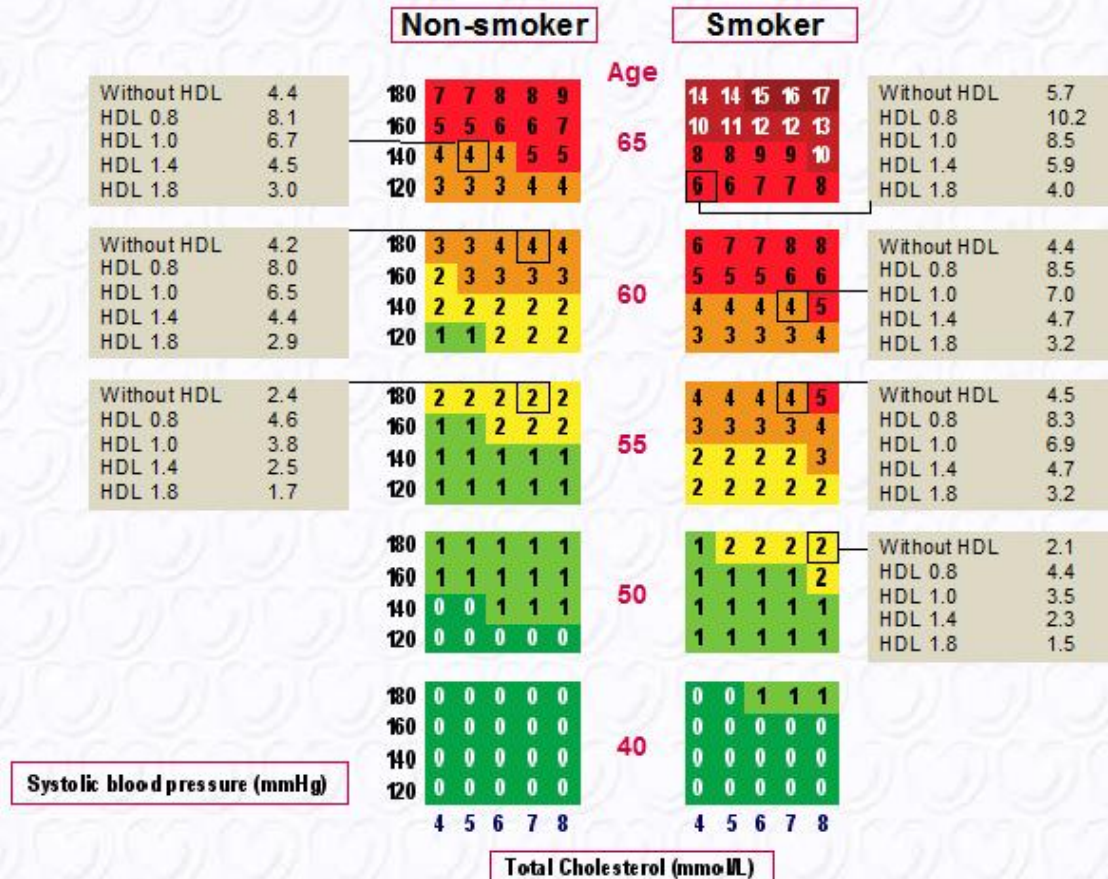 Non-smoker Smoker
Age
Without HDL 4.4
HDL 0.8 8.1
HDL 1.0 6.7
HDL 1.4 4.5
HDL 1.8 3.0
180 7 7 8 8 9
160 5 5 6 6 7
140 4 4 4 5 5
120 3 3 3 4 4
65
14 14 15 16 17
10 11 12 12 13
8 8 9 9 10
6 6 7 7 8
Without HDL 5.7
HDL 0.8 10.2
HDL 1.0 8.5
HDL 1.4 5.9
HDL 1.8 4.0
Without HDL 4.2
HDL 0.8 8.0
HDL 1.0 6.5
HDL 1.4 4.4
HDL 1.8 2.9
180 3 3 4 4 4
160 2 3 3 3 3
140 2 2 2 2 2
120 1 1 2 2 2
60
6 7 7 8 8
5 5 5 6 6
4 4 4 4 5
3 3 3 3 4
Without HDL 4.4
HDL 0.8 8.5
HDL 1.0 7.0
HDL 1.4 4.7
HDL 1.8 3.2
Without HDL 2.4
HDL 0.8 4.6
HDL 1.0 3.8
HDL 1.4 2.5
HDL 1.8 1.7
180 2 2 2 2 2
160 1 1 2 2 2
140 1 1 1 1 1
120 1 1 1 1 1
55
4 4 4 4 5
3 3 3 3 4
2 2 2 2 3
2 2 2 2 2
Without HDL 4.5
HDL 0.8 8.3
HDL 1.0 6.9
HDL 1.4 4.7
HDL 1.8 3.2
180 1 1 1 1 1
160 1 1 1 1 1
140 0 0 1 1 1
120 0 0 0 0 0
50
1 2 2 2 2
1 1 1 1 2
1 1 1 1 1
1 1 1 1 1
Without HDL 2.1
HDL 0.8 4.4
HDL 1.0 3.5
HDL 1.4 2.3
HDL 1.8 1.5
180 0 0 0 0 0
160 0 0 0 0 0
140 0 0 0 0 0
120 0 0 0 0 0
40
0 0 1 1 1
0 0 0 0 0
0 0 0 0 0
0 0 0 0 0
Systolic blood pressure (mmHg)
4 5 6 7 8 4 5 6 7 8
Total Cholesterol (mmol/L)